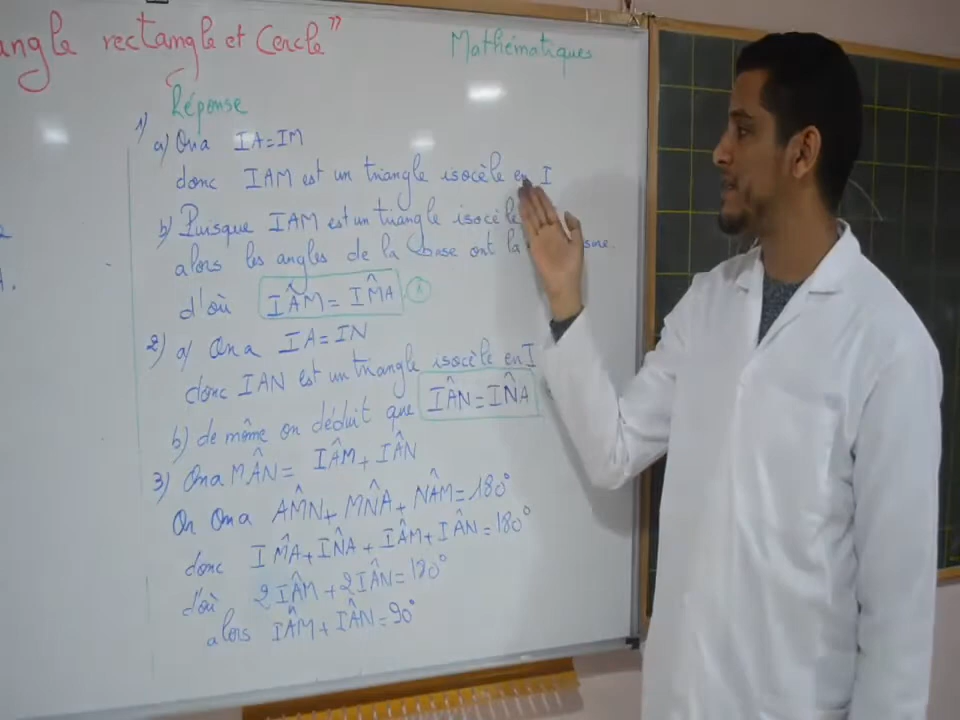 angle rectangle et Cercle"
Mathématiques
Réponse
1)
a) On a IA=IM
donc IAM est un triangle isocèle en I
b) Puisque IAM est un triangle isocèle
alors les angles de la base ont la
d'où IÂM = IM̂A
2) a) On a IA=IN
donc IAN est un triangle isocèle en I
b) de même on déduit que IÂN=IN̂A
3) On a MÂN= IÂM+IÂN
Or On a AM̂N+MN̂A+NÂM=180°
donc IM̂A+IN̂A+IÂM+IÂN=180°
d'où 2IÂM+2IÂN=180°
alors IÂM+IÂN=90°